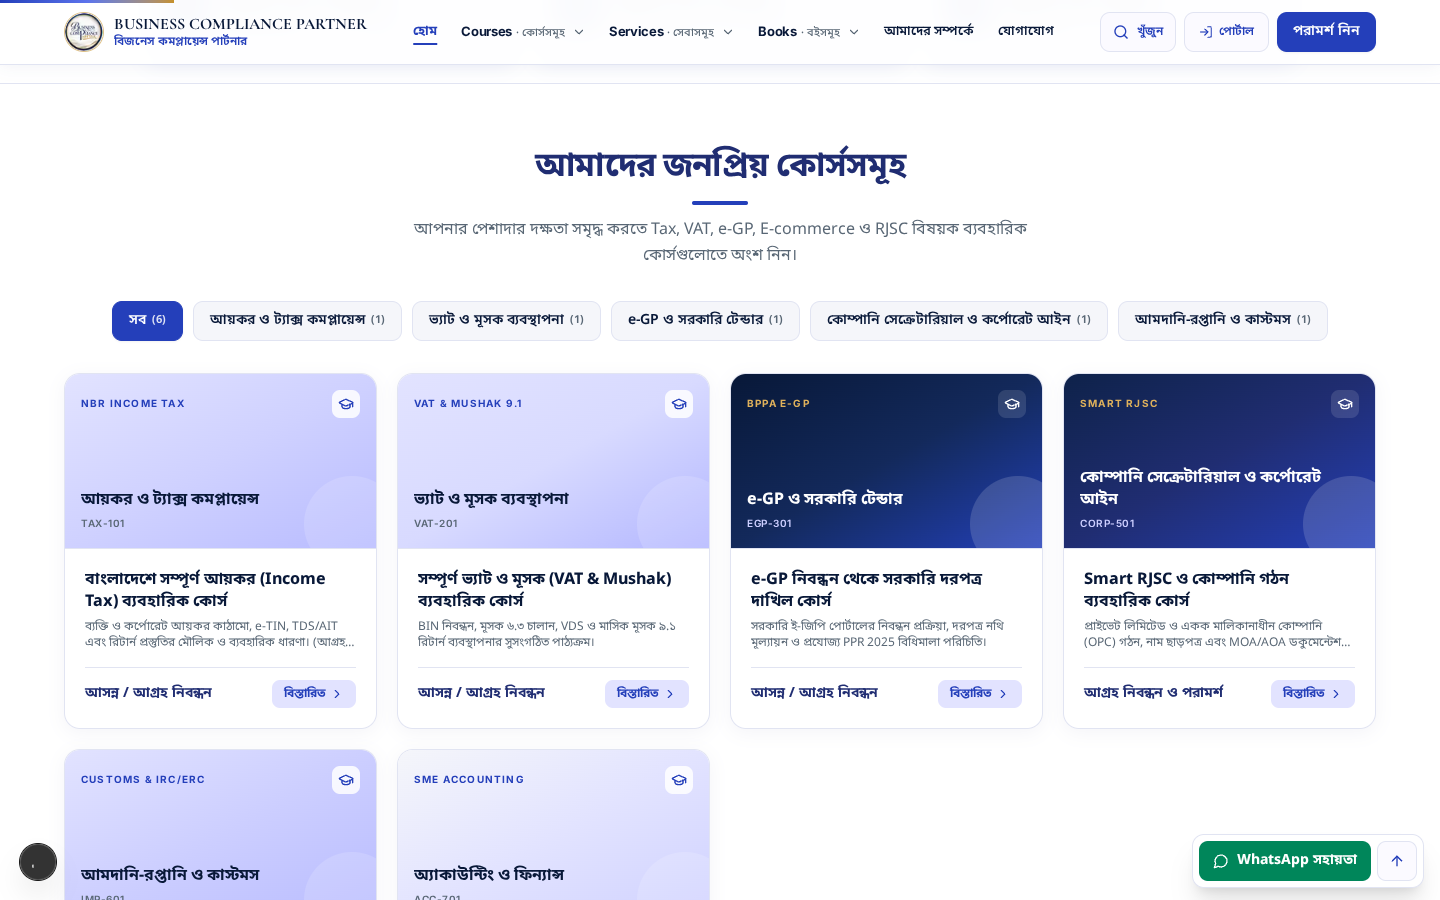 BUSINESS COMPLIANCE PARTNER
বিজনেস কমপ্লায়েন্স পার্টনার
হোম
Courses · কোর্সসমূহ
Services · সেবাসমূহ
Books · বইসমূহ
আমাদের সম্পর্কে
যোগাযোগ
খুঁজুন
পোর্টাল
পরামর্শ নিন
আমাদের জনপ্রিয় কোর্সসমূহ
আপনার পেশাদার দক্ষতা সমৃদ্ধ করতে Tax, VAT, e-GP, E-commerce ও RJSC বিষয়ক ব্যবহারিক
কোর্সগুলোতে অংশ নিন।
সব (6)
আয়কর ও ট্যাক্স কমপ্লায়েন্স (1)
ভ্যাট ও মূসক ব্যবস্থাপনা (1)
e-GP ও সরকারি টেন্ডার (1)
কোম্পানি সেক্রেটারিয়াল ও কর্পোরেট আইন (1)
আমদানি-রপ্তানি ও কাস্টমস (1)
NBR INCOME TAX
আয়কর ও ট্যাক্স কমপ্লায়েন্স
TAX-101
বাংলাদেশে সম্পূর্ণ আয়কর (Income
Tax) ব্যবহারিক কোর্স
ব্যক্তি ও কর্পোরেট আয়কর কাঠামো, e-TIN, TDS/AIT
এবং রিটার্ন প্রস্তুতির মৌলিক ও ব্যবহারিক ধারণা। (আগ্রহ...
আসন্ন / আগ্রহ নিবন্ধন
বিস্তারিত
VAT & MUSHAK 9.1
ভ্যাট ও মূসক ব্যবস্থাপনা
VAT-201
সম্পূর্ণ ভ্যাট ও মূসক (VAT & Mushak)
ব্যবহারিক কোর্স
BIN নিবন্ধন, মূসক ৬.৩ চালান, VDS ও মাসিক মূসক ৯.১
রিটার্ন ব্যবস্থাপনার সুসংগঠিত পাঠ্যক্রম।
আসন্ন / আগ্রহ নিবন্ধন
বিস্তারিত
BPPA E-GP
e-GP ও সরকারি টেন্ডার
EGP-301
e-GP নিবন্ধন থেকে সরকারি দরপত্র
দাখিল কোর্স
সরকারি ই-জিপি পোর্টালের নিবন্ধন প্রক্রিয়া, দরপত্র নথি
মূল্যায়ন ও প্রযোজ্য PPR 2025 বিধিমালা পরিচিতি।
আসন্ন / আগ্রহ নিবন্ধন
বিস্তারিত
SMART RJSC
কোম্পানি সেক্রেটারিয়াল ও কর্পোরেট
আইন
CORP-501
Smart RJSC ও কোম্পানি গঠন
ব্যবহারিক কোর্স
প্রাইভেট লিমিটেড ও একক মালিকানাধীন কোম্পানি
(OPC) গঠন, নাম ছাড়পত্র এবং MOA/AOA ডকুমেন্টেশ...
আগ্রহ নিবন্ধন ও পরামর্শ
বিস্তারিত
CUSTOMS & IRC/ERC
আমদানি-রপ্তানি ও কাস্টমস
IMP-601
SME ACCOUNTING
অ্যাকাউন্টিং ও ফিন্যান্স
ACC-701
WhatsApp সহায়তা